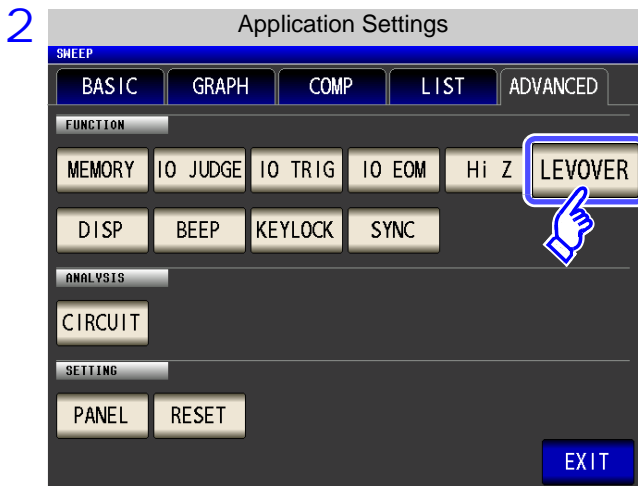 2 Application Settings
SWEEP
BASIC GRAPH COMP LIST ADVANCED
FUNCTION
MEMORY IO JUDGE IO TRIG IO EOM Hi Z LEVOVER
DISP BEEP KEYLOCK SYNC
ANALYSIS
CIRCUIT
SETTING
PANEL RESET
EXIT